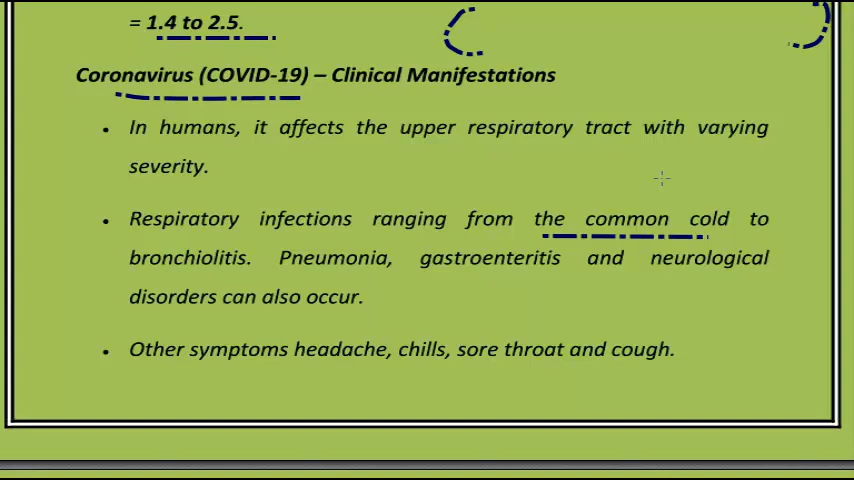 = 1.4 to 2.5.
Coronavirus (COVID-19) – Clinical Manifestations
• In humans, it affects the upper respiratory tract with varying
severity.
• Respiratory infections ranging from the common cold to
bronchiolitis. Pneumonia, gastroenteritis and neurological
disorders can also occur.
• Other symptoms headache, chills, sore throat and cough.